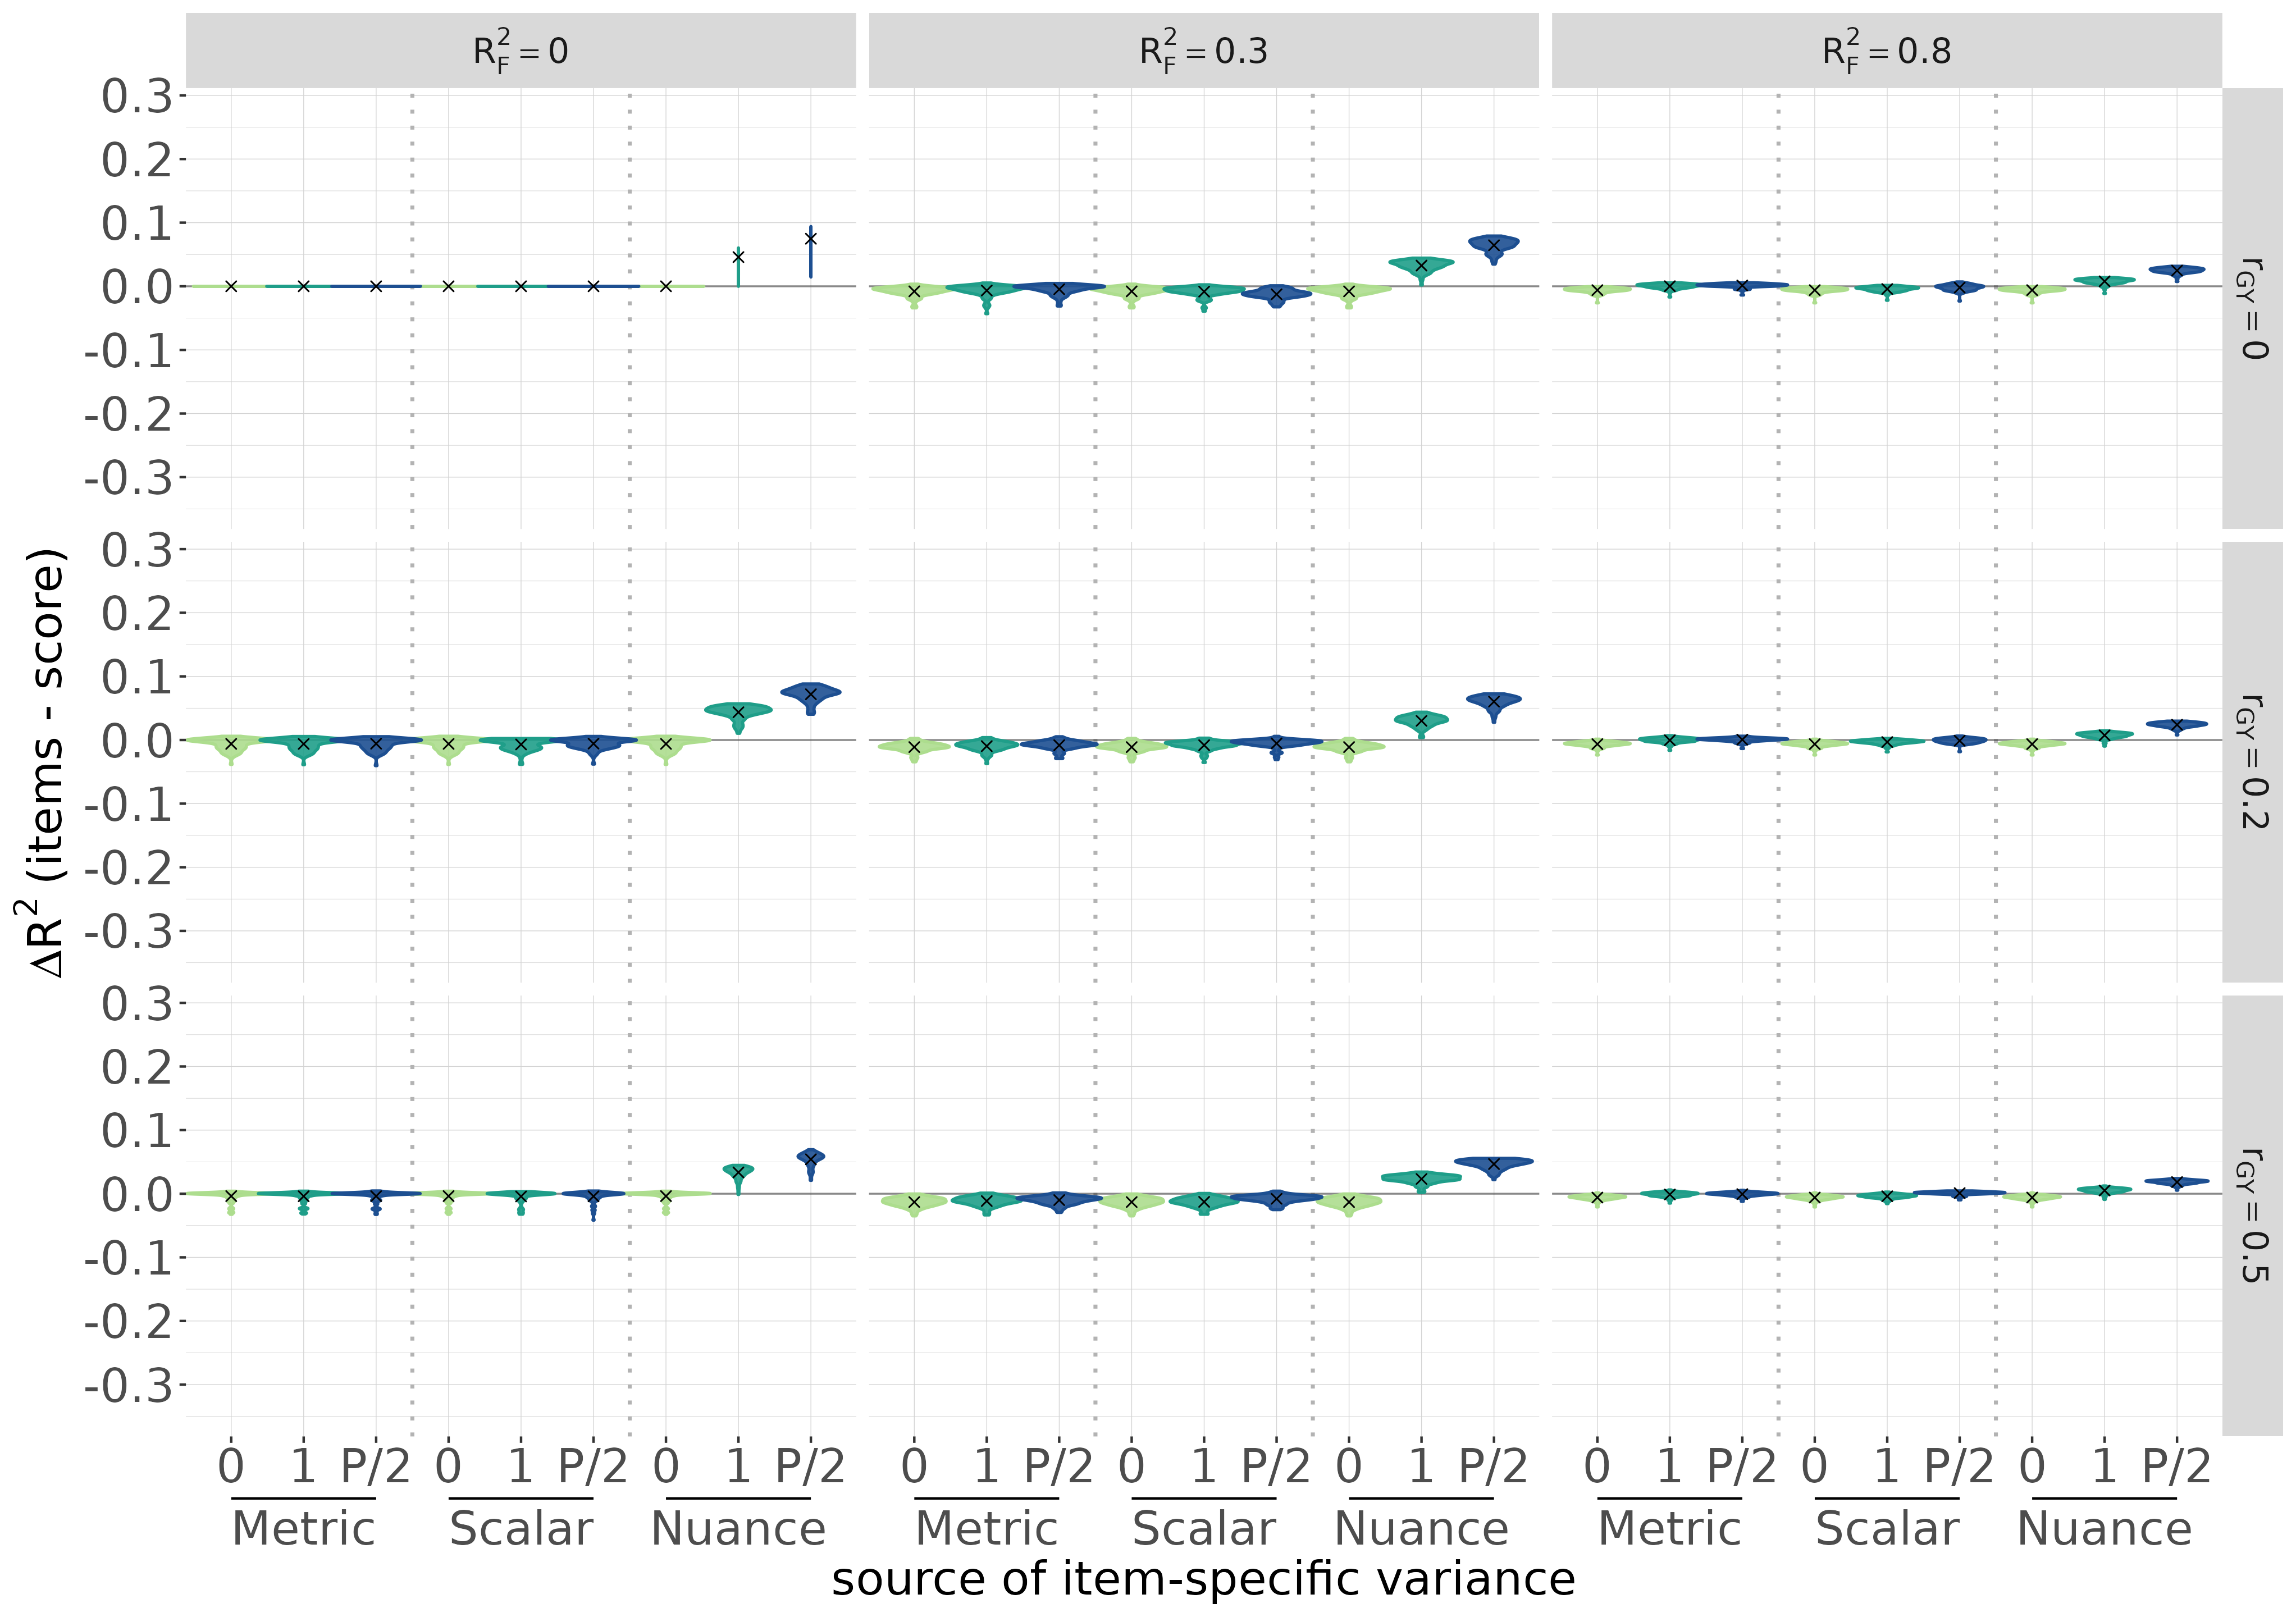 R²F = 0 R²F = 0.3 R²F = 0.8
0.3
0.2
0.1
0.0
-0.1
-0.2
-0.3
rGY = 0
0.3
0.2
0.1
0.0
-0.1
-0.2
-0.3
rGY = 0.2
0.3
0.2
0.1
0.0
-0.1
-0.2
-0.3
rGY = 0.5
ΔR² (items - score)
0 1 P/2 0 1 P/2 0 1 P/2 0 1 P/2 0 1 P/2 0 1 P/2 0 1 P/2 0 1 P/2 0 1 P/2
Metric Scalar Nuance Metric Scalar Nuance Metric Scalar Nuance
source of item-specific variance